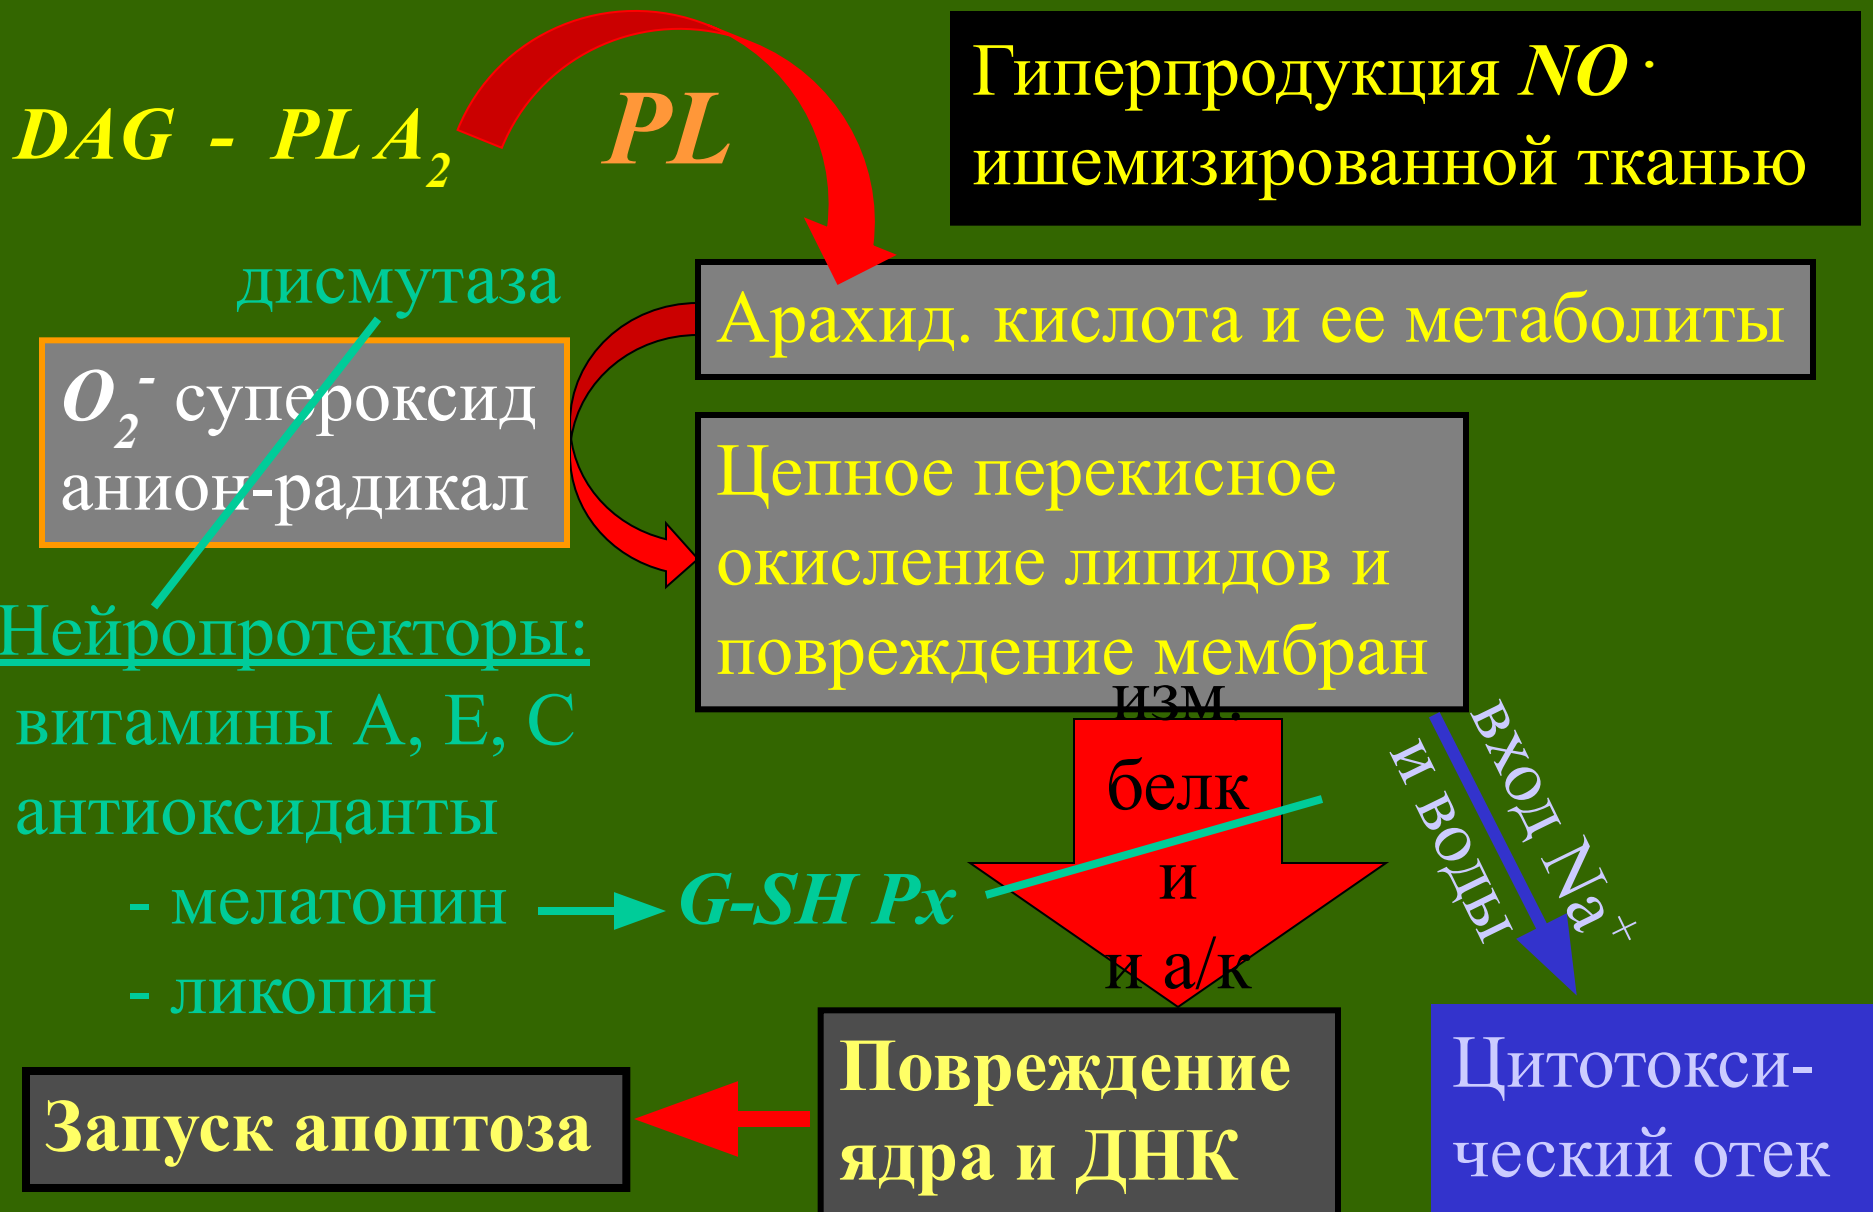 DAG - PL A2
PL
Гиперпродукция NO ·
ишемизированной тканью
дисмутаза
Арахид. кислота и ее метаболиты
O2- супероксид
анион-радикал
Цепное перекисное
окисление липидов и
повреждение мембран
Нейропротекторы:
витамины А, Е, С
антиоксиданты
- мелатонин
- ликопин
G-SH Px
изм.
белк
и
и а/к
вход Na+
и воды
Запуск апоптоза
Повреждение
ядра и ДНК
Цитотокси-
ческий отек